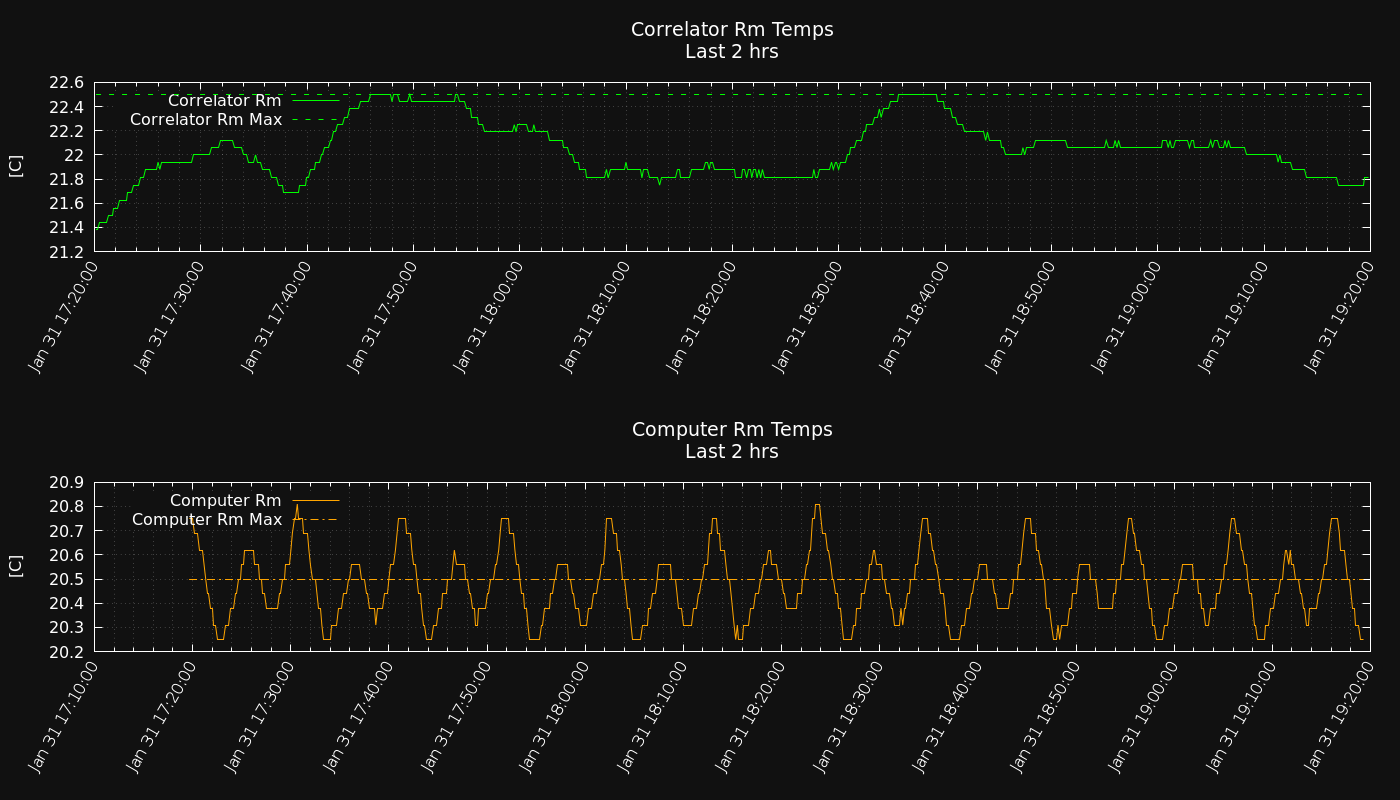 Correlator Rm Temps
Last 2 hrs
22.6
22.4
22.2
22
21.8
21.6
21.4
21.2
[C]
Correlator Rm
Correlator Rm Max
Jan 31 17:20:00
Jan 31 17:30:00
Jan 31 17:40:00
Jan 31 17:50:00
Jan 31 18:00:00
Jan 31 18:10:00
Jan 31 18:20:00
Jan 31 18:30:00
Jan 31 18:40:00
Jan 31 18:50:00
Jan 31 19:00:00
Jan 31 19:10:00
Jan 31 19:20:00
Computer Rm Temps
Last 2 hrs
20.9
20.8
20.7
20.6
20.5
20.4
20.3
20.2
[C]
Computer Rm
Computer Rm Max
Jan 31 17:10:00
Jan 31 17:20:00
Jan 31 17:30:00
Jan 31 17:40:00
Jan 31 17:50:00
Jan 31 18:00:00
Jan 31 18:10:00
Jan 31 18:20:00
Jan 31 18:30:00
Jan 31 18:40:00
Jan 31 18:50:00
Jan 31 19:00:00
Jan 31 19:10:00
Jan 31 19:20:00